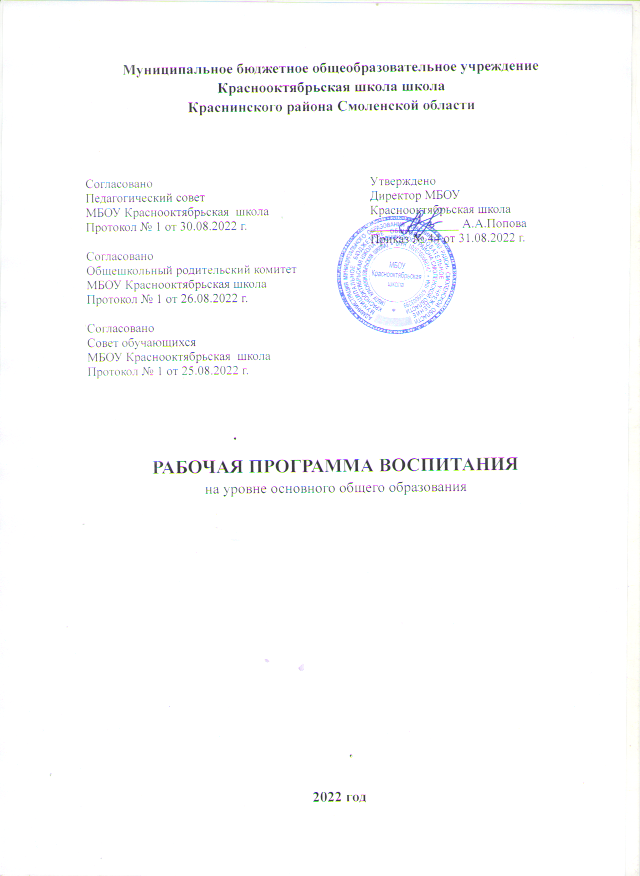 Муниципальное бюджетное общеобразовательное учреждение
Краснооктябрьская школа школа
Краснинского района Смоленской области
Согласовано
Педагогический совет
МБОУ Краснооктябрьская школа
Протокол № 1 от 30.08.2022 г.
Утверждено
Директор МБОУ
Краснооктябрьская школа
А.А.Попова
Приказ № 44 от 31.08.2022 г.
Согласовано
Общешкольный родительский комитет
МБОУ Краснооктябрьская школа
Протокол № 1 от 26.08.2022 г.
МБОУ
Краснооктябрьская
школа
Согласовано
Совет обучающихся
МБОУ Краснооктябрьская школа
Протокол № 1 от 25.08.2022 г.
РАБОЧАЯ ПРОГРАММА ВОСПИТАНИЯ
на уровне основного общего образования
2022 год